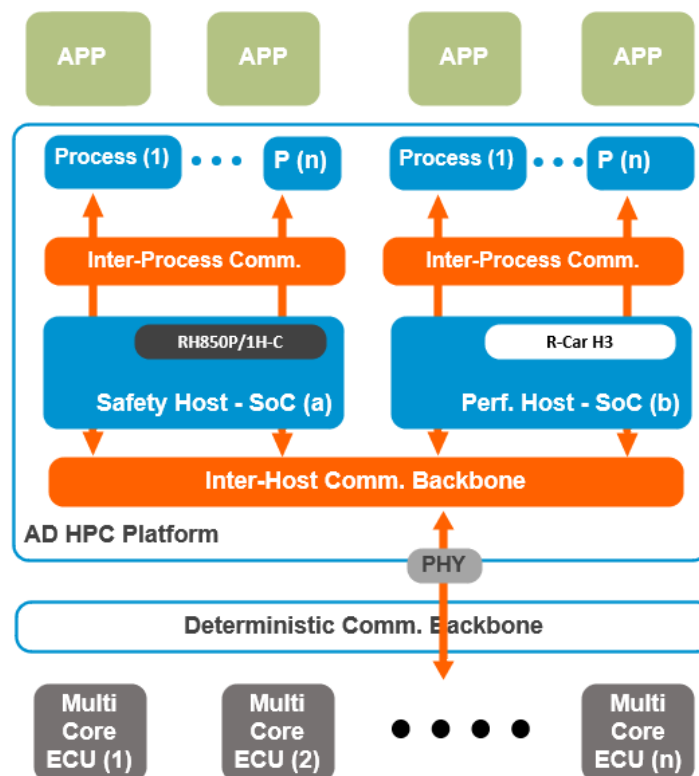 APP
APP
APP
APP
Process (1)
P (n)
Process (1)
P (n)
Inter-Process Comm.
Inter-Process Comm.
RH850P/1H-C
R-Car H3
Safety Host - SoC (a)
Perf. Host - SoC (b)
Inter-Host Comm. Backbone
AD HPC Platform
PHY
Deterministic Comm. Backbone
Multi
Core
ECU (1)
Multi
Core
ECU (2)
Multi
Core
ECU (n)